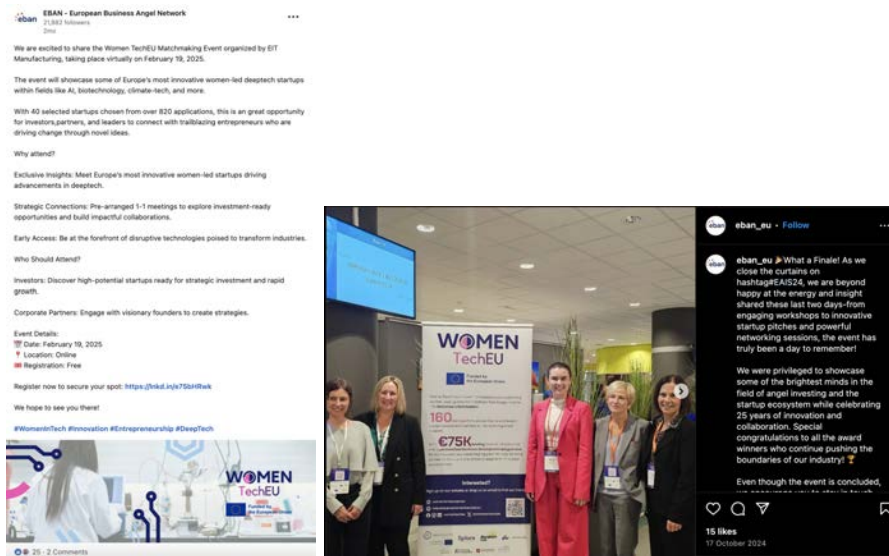 eban
EBAN - European Business Angel Network
21,882 followers
2mo
We are excited to share the Women TechEU Matchmaking Event organized by EIT
Manufacturing, taking place virtually on February 19, 2025.
The event will showcase some of Europe's most innovative women-led deeptech startups
within fields like AI, biotechnology, climate-tech, and more.
With 40 selected startups chosen from over 820 applications, this is an great opportunity
for investors,partners, and leaders to connect with trailblazing entrepreneurs who are
driving change through novel ideas.
Why attend?
Exclusive Insights: Meet Europe's most innovative women-led startups driving
advancements in deeptech.
Strategic Connections: Pre-arranged 1-1 meetings to explore investment-ready
opportunities and build impactful collaborations.
Early Access: Be at the forefront of disruptive technologies poised to transform industries.
Who Should Attend?
Investors: Discover high-potential startups ready for strategic investment and rapid
growth.
Corporate Partners: Engage with visionary founders to create strategies.
Event Details:
Date: February 19, 2025
Location: Online
Registration: Free
Register now to secure your spot: https://lnkd.in/e75bHRwk
We hope to see you there!
#WomenInTech #Innovation #Entrepreneurship #DeepTech
WOMEN
TechEU
Funded by
the European Union
25 · 2 Comments
WOMEN
TechEU
Funded by
the European Union
160
€75K
Interested?
eban
eban_eu • Follow
eban
eban_eu 🎉What a Finale! As we
close the curtains on
hashtag#EAIS24, we are beyond
happy at the energy and insight
shared these last two days-from
engaging workshops to innovative
startup pitches and powerful
networking sessions, the event has
truly been a day to remember!
We were privileged to showcase
some of the brightest minds in the
field of angel investing and the
startup ecosystem while celebrating
25 years of innovation and
collaboration. Special
congratulations to all the award
winners who continue pushing the
boundaries of our industry! 🏆
Even though the event is concluded,
15 likes
17 October 2024